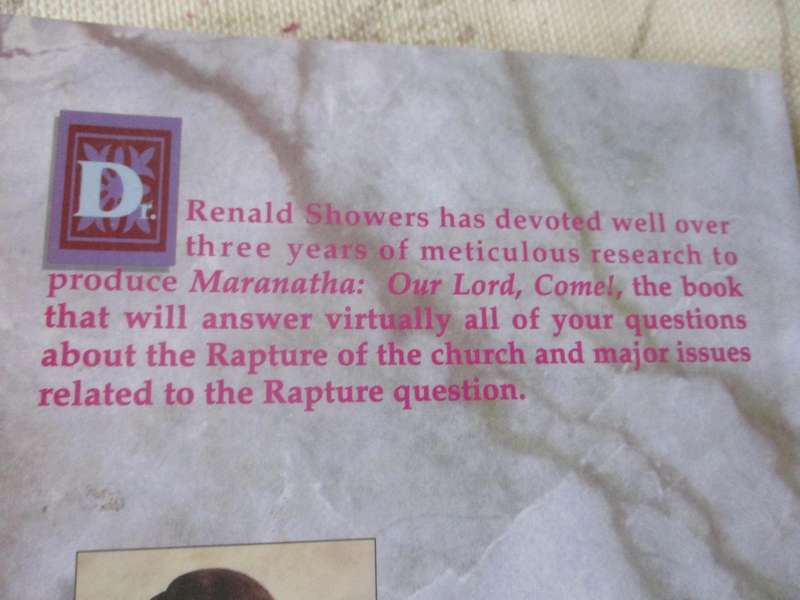 Dr. Renald Showers has devoted well over
three years of meticulous research to
produce Maranatha: Our Lord, Come!, the book
that will answer virtually all of your questions
about the Rapture of the church and major issues
related to the Rapture question.